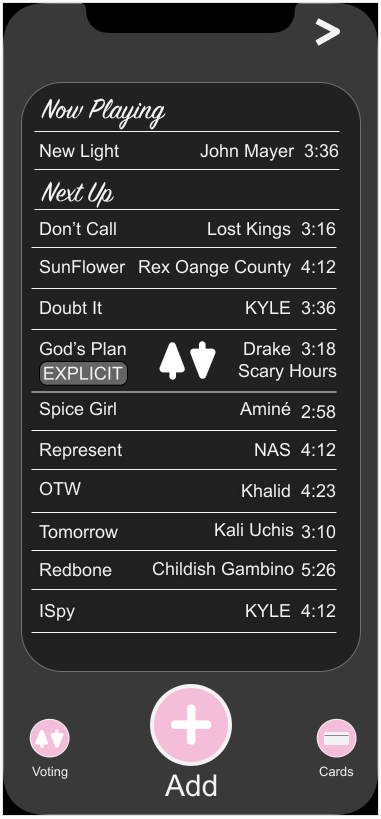 >
Now Playing
New Light John Mayer 3:36
Next Up
Don't Call Lost Kings 3:16
SunFlower Rex Oange County 4:12
Doubt It KYLE 3:36
God's Plan Drake 3:18
EXPLICIT Scary Hours
Spice Girl Aminé 2:58
Represent NAS 4:12
OTW Khalid 4:23
Tomorrow Kali Uchis 3:10
Redbone Childish Gambino 5:26
ISpy KYLE 4:12
Voting Add Cards